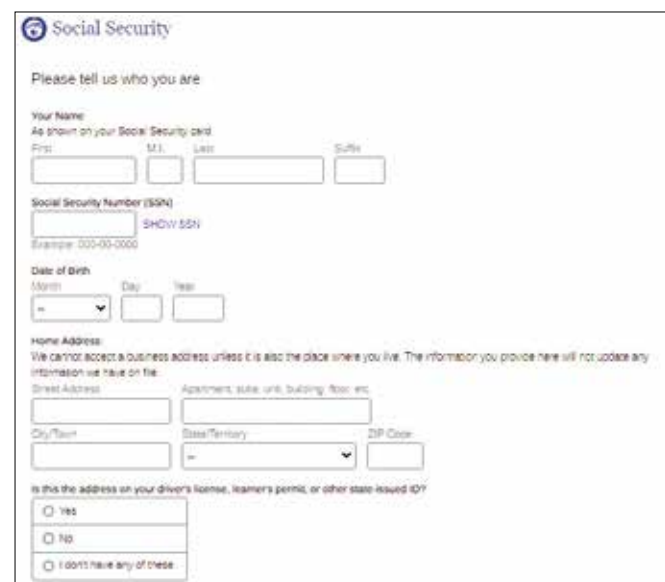 Social Security
Please tell us who you are
Your Name
As shown on your Social Security card
First M.I. Last Suffix
Social Security Number (SSN)
SHOW SSN
Example: 000-00-0000
Date of Birth
Month Day Year
--
Home Address
We cannot accept a business address unless it is also the place where you live. The information you provide here will not update any
information we have on file.
Street Address Apartment, suite, unit, building, floor, etc.
City/Town State/Territory ZIP Code
--
Is this the address on your driver's license, learner's permit, or other state-issued ID?
Yes
No
I don't have any of these